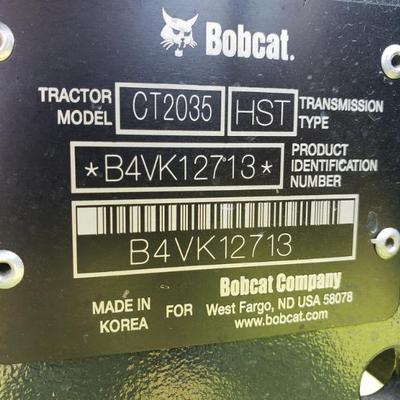 Bobcat.
TRACTOR MODEL CT2035 HST TRANSMISSION TYPE
*B4VK12713* PRODUCT IDENTIFICATION NUMBER
B4VK12713
Bobcat Company
MADE IN KOREA FOR West Fargo, ND USA 58078
www.bobcat.com